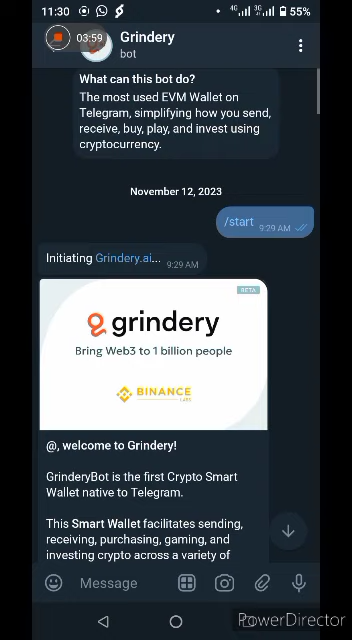 11:30
4G 3G 55%
03:59
Grindery
bot
What can this bot do?
The most used EVM Wallet on
Telegram, simplifying how you send,
receive, buy, play, and invest using
cryptocurrency.
November 12, 2023
/start 9:29 AM
Initiating Grindery.ai... 9:29 AM
BETA
grindery
Bring Web3 to 1 billion people
BINANCE
LABS
@, welcome to Grindery!
GrinderyBot is the first Crypto Smart
Wallet native to Telegram.
This Smart Wallet facilitates sending,
receiving, purchasing, gaming, and
investing crypto across a variety of
Message
PowerDirector